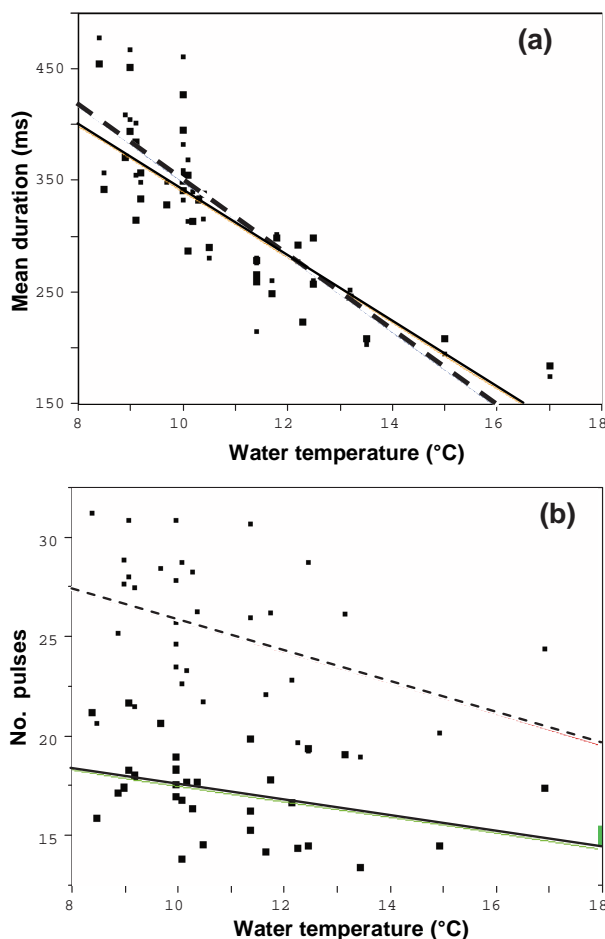 (a)
Mean duration (ms)
450
350
250
150
8 10 12 14 16 18
Water temperature (°C)
(b)
No. pulses
30
25
20
15
8 10 12 14 16 18
Water temperature (°C)